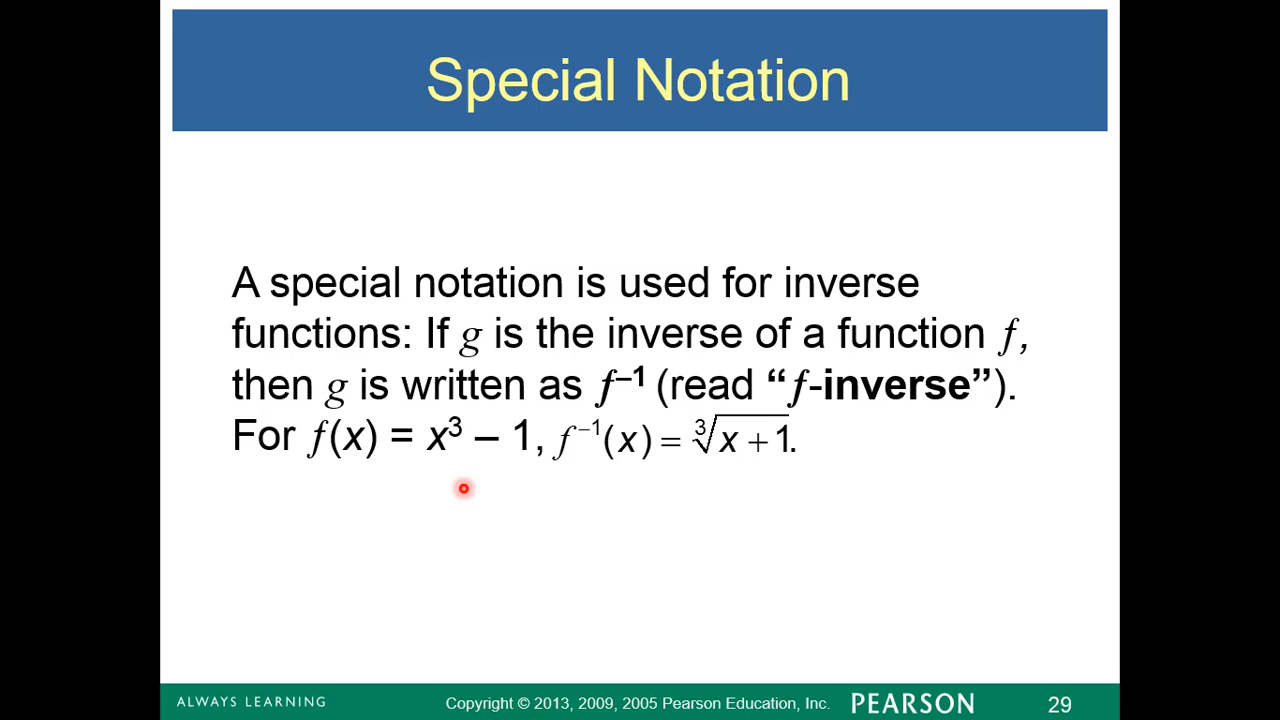 Special Notation
A special notation is used for inverse
functions: If g is the inverse of a function f,
then g is written as f⁻¹ (read “f-inverse”).
For f(x) = x³ – 1, f⁻¹(x) = ∛(x + 1).
ALWAYS LEARNING
Copyright © 2013, 2009, 2005 Pearson Education, Inc.
PEARSON
29